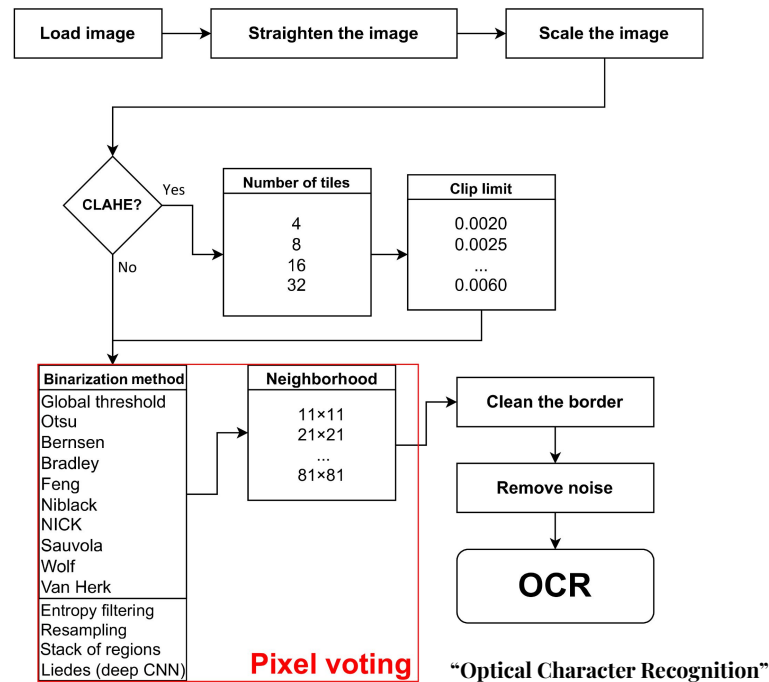 Load image
Straighten the image
Scale the image
CLAHE?
Yes
No
Number of tiles
4
8
16
32
Clip limit
0.0020
0.0025
...
0.0060
Binarization method
Global threshold
Otsu
Bernsen
Bradley
Feng
Niblack
NICK
Sauvola
Wolf
Van Herk
Entropy filtering
Resampling
Stack of regions
Liedes (deep CNN)
Neighborhood
11×11
21×21
...
81×81
Pixel voting
Clean the border
Remove noise
OCR
“Optical Character Recognition”